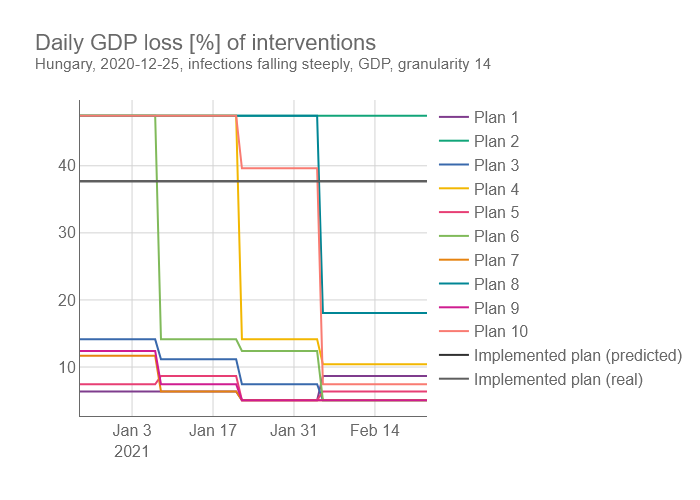 Daily GDP loss [%] of interventions
Hungary, 2020-12-25, infections falling steeply, GDP, granularity 14
40
30
20
10
Jan 3
2021
Jan 17
Jan 31
Feb 14
Plan 1
Plan 2
Plan 3
Plan 4
Plan 5
Plan 6
Plan 7
Plan 8
Plan 9
Plan 10
Implemented plan (predicted)
Implemented plan (real)